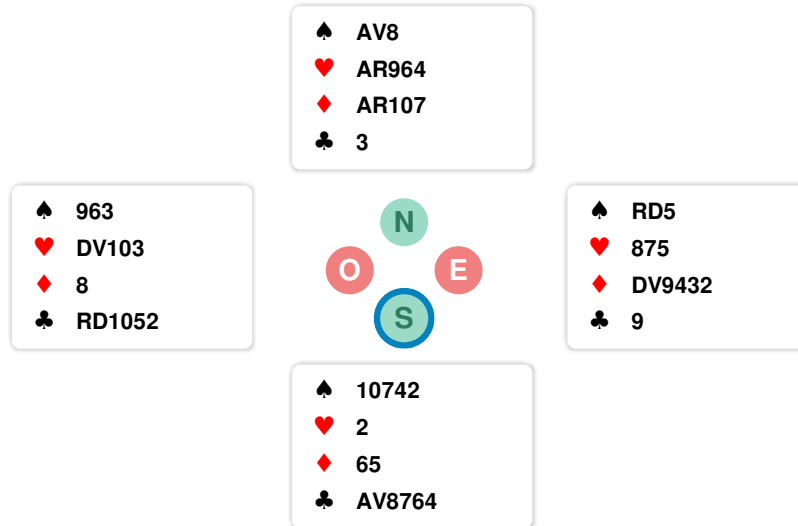 ♠ AV8
♥ AR964
♦ AR107
♣ 3
♠ 963
♥ DV103
♦ 8
♣ RD1052
N
O E
S
♠ RD5
♥ 875
♦ DV9432
♣ 9
♠ 10742
♥ 2
♦ 65
♣ AV8764